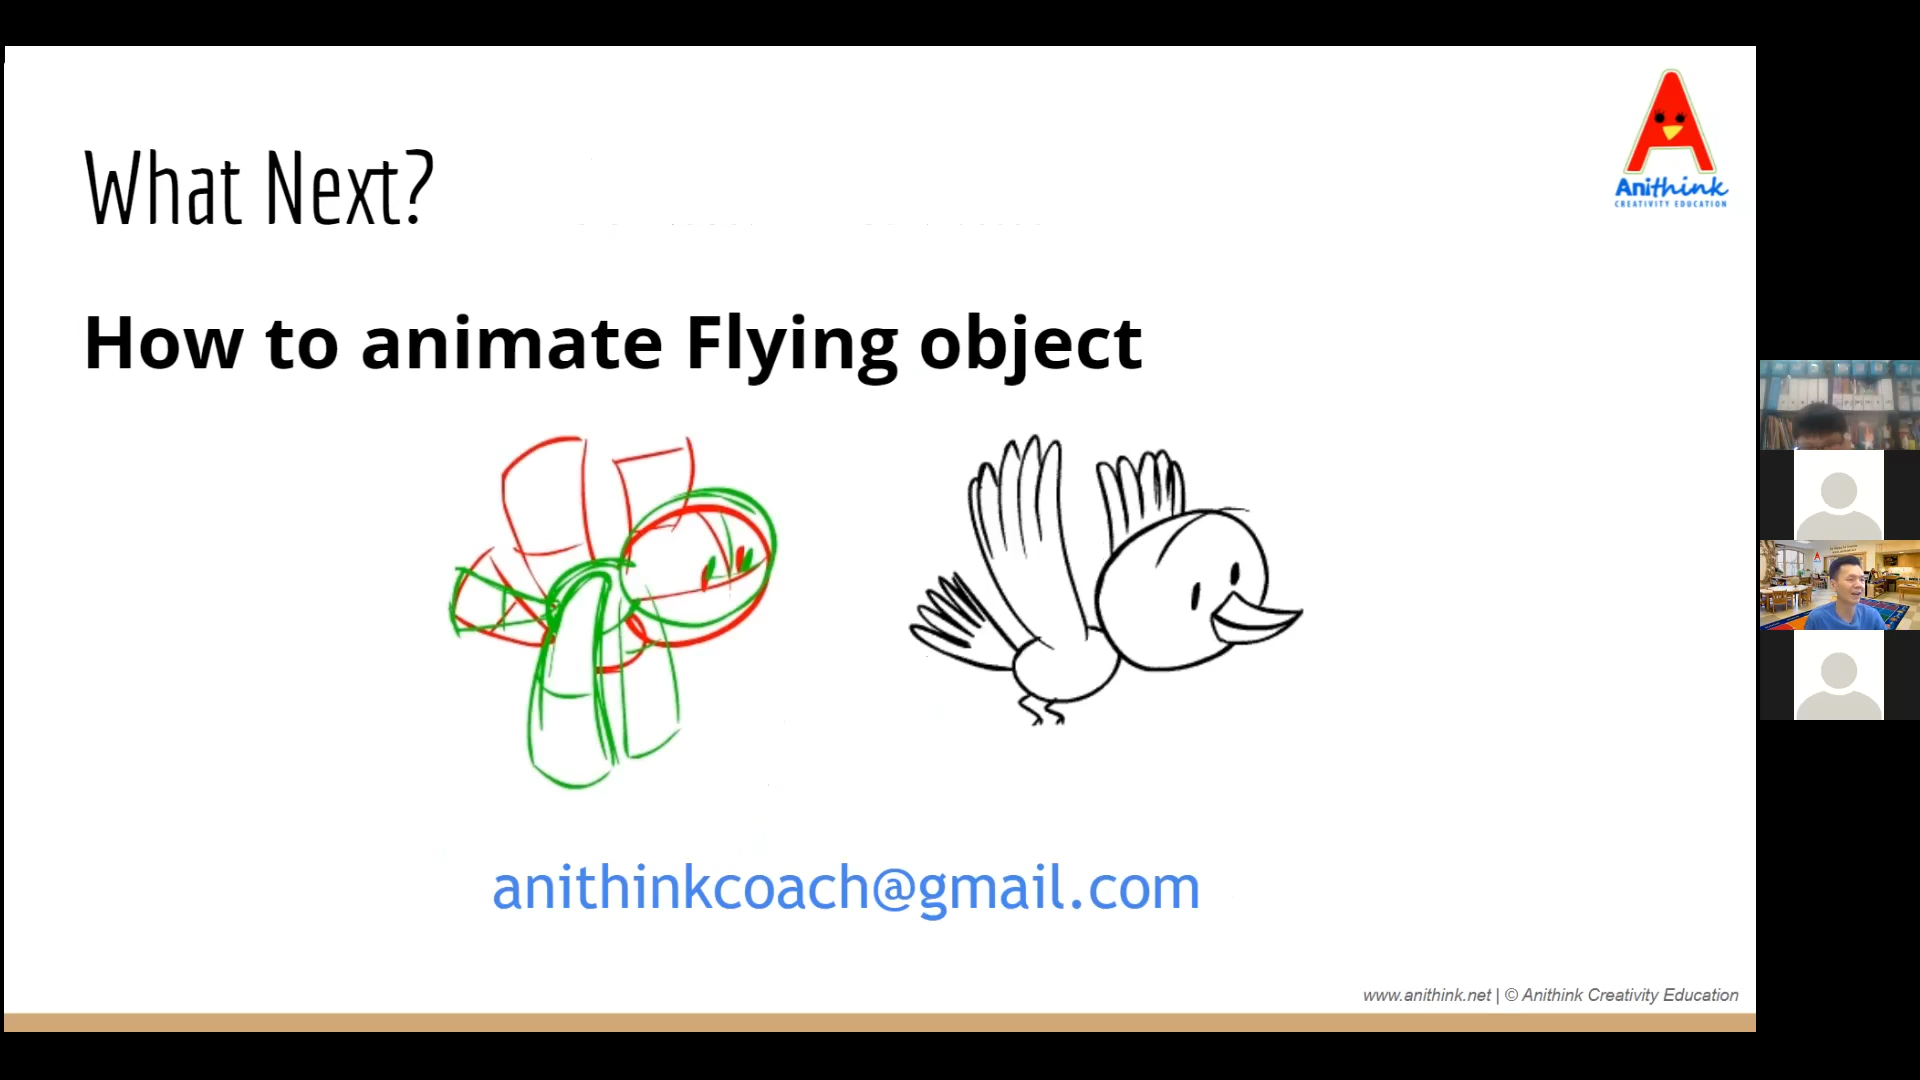 What Next?
Anithink
CREATIVITY EDUCATION
How to animate Flying object
anithinkcoach@gmail.com
www.anithink.net | © Anithink Creativity Education